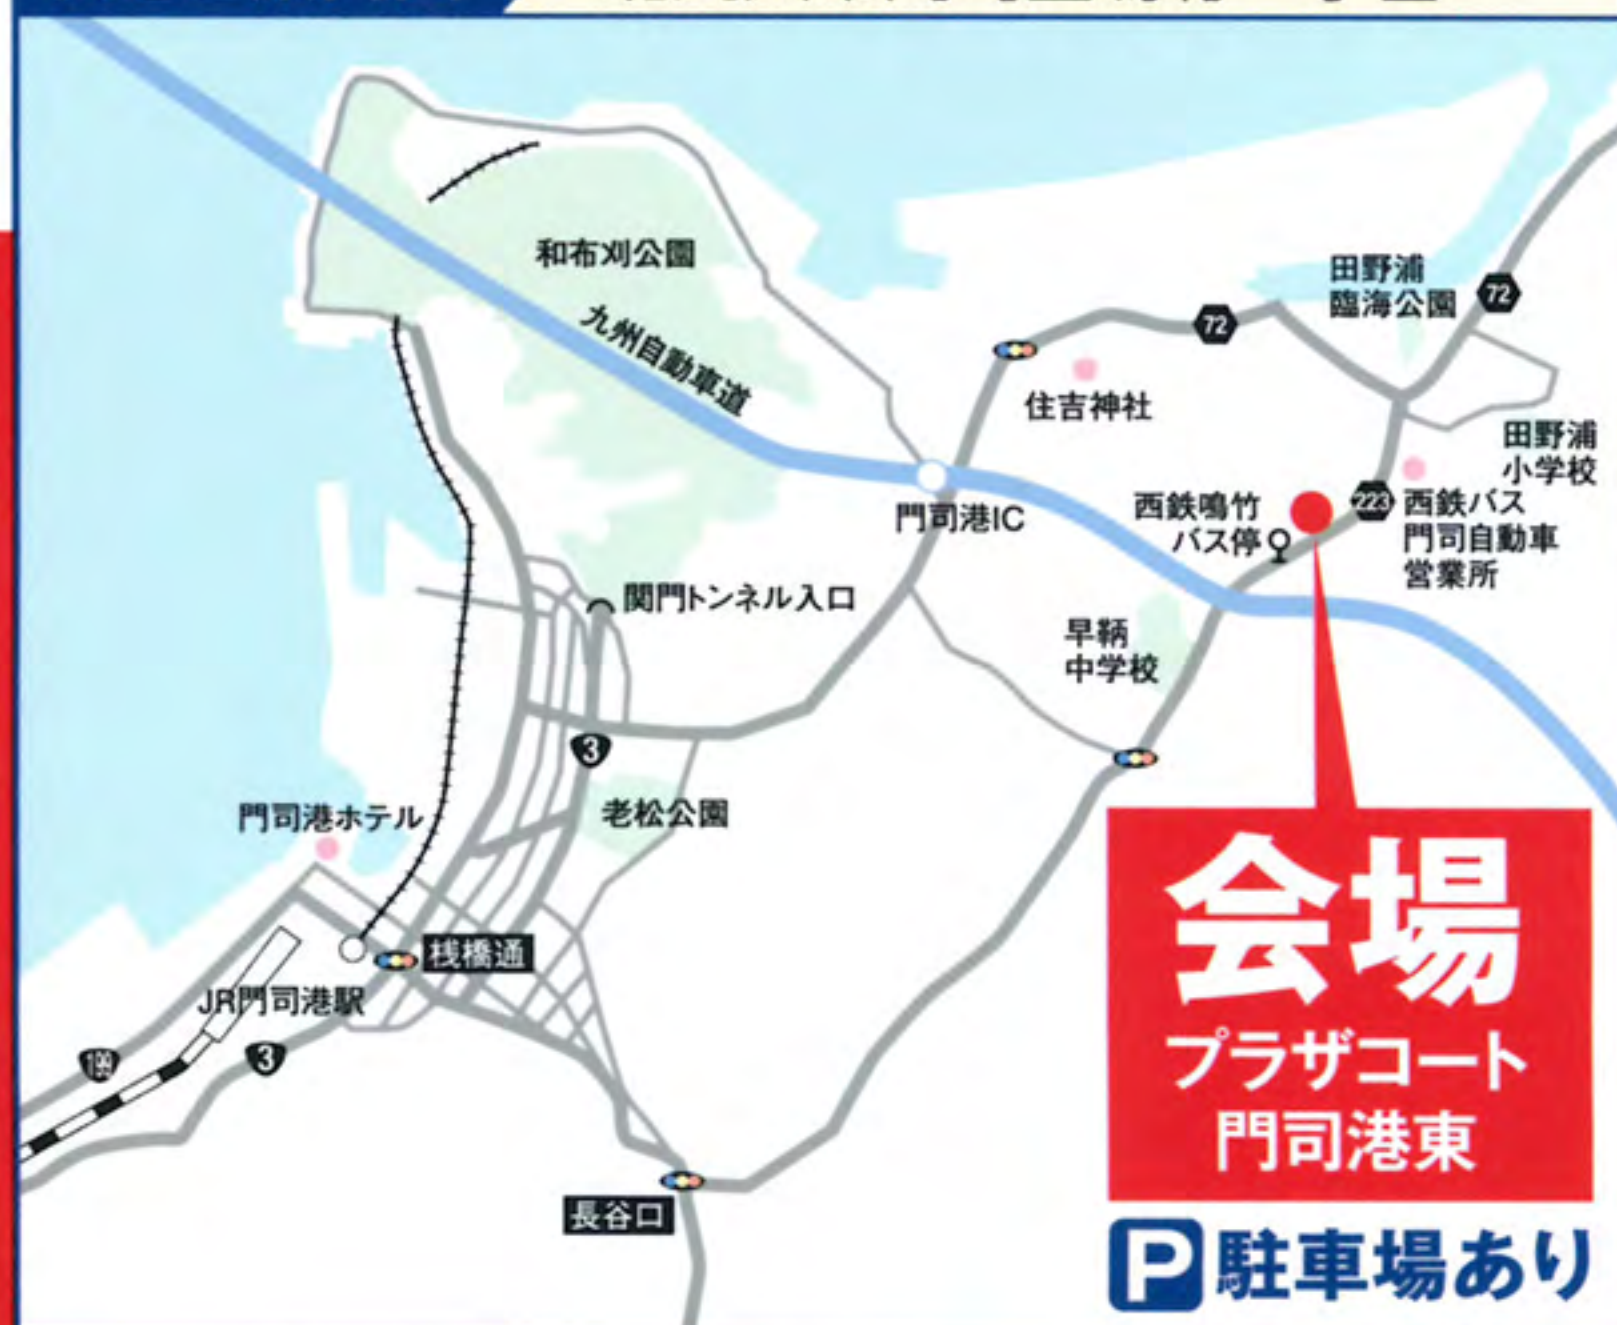 和布刈公園
九州自動車道
田野浦
臨海公園
72
72
住吉神社
田野浦
小学校
門司港IC
西鉄鳴竹
バス停
223
西鉄バス
門司自動車
営業所
関門トンネル入口
早鞆
中学校
3
老松公園
門司港ホテル
桟橋通
JR門司港駅
199
3
長谷口
会場
プラザコート
門司港東
P駐車場あり